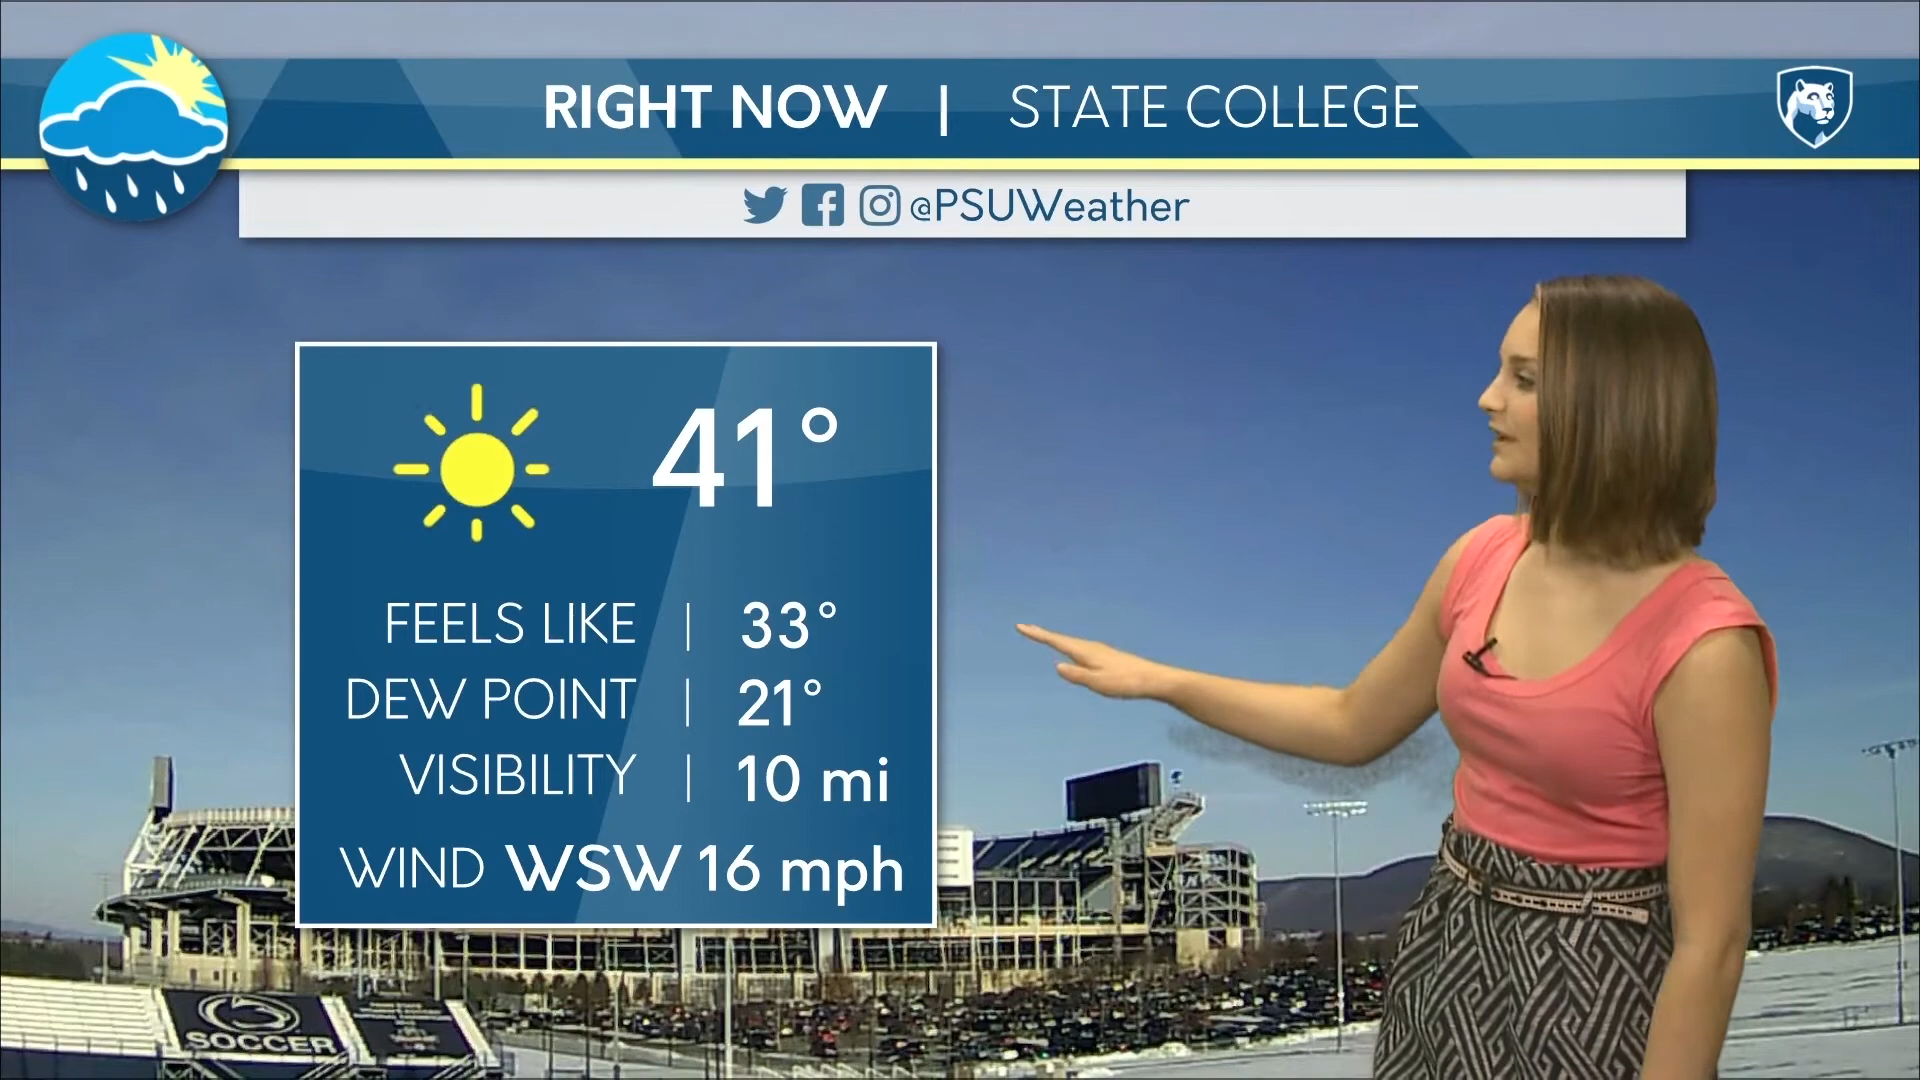 RIGHT NOW | STATE COLLEGE
@PSUWeather
41°
FEELS LIKE | 33°
DEW POINT | 21°
VISIBILITY | 10 mi
WIND WSW 16 mph
SOCCER